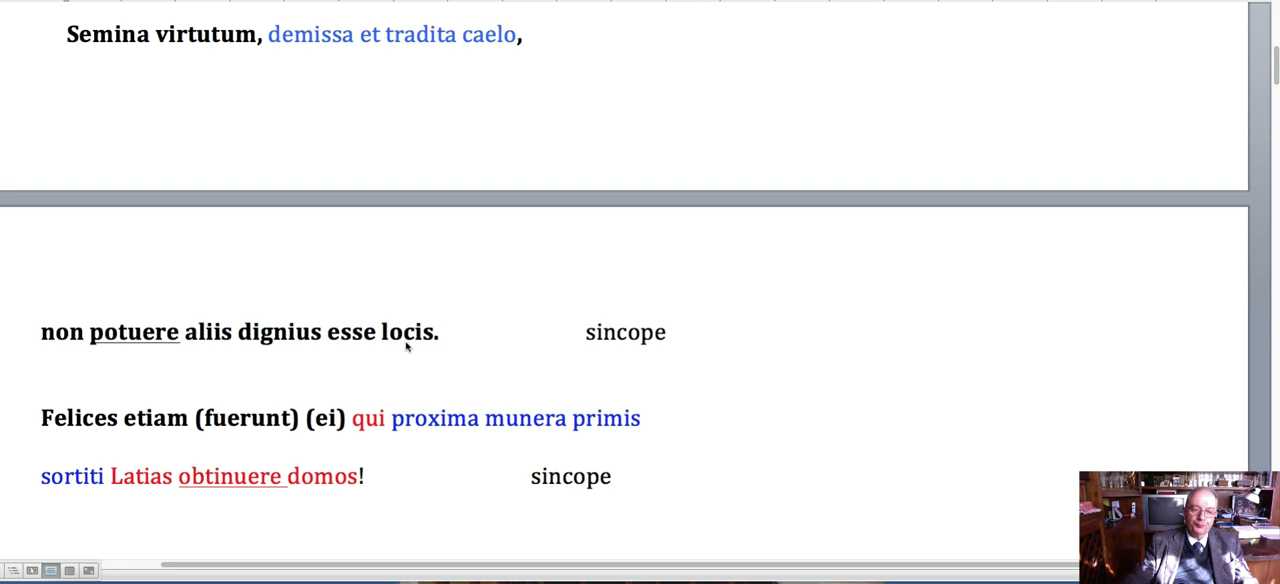 Semina virtutum, demissa et tradita caelo,
non potuere aliis dignius esse locis. sincope
Felices etiam (fuerunt) (ei) qui proxima munera primis
sortiti Latias obtinuere domos! sincope